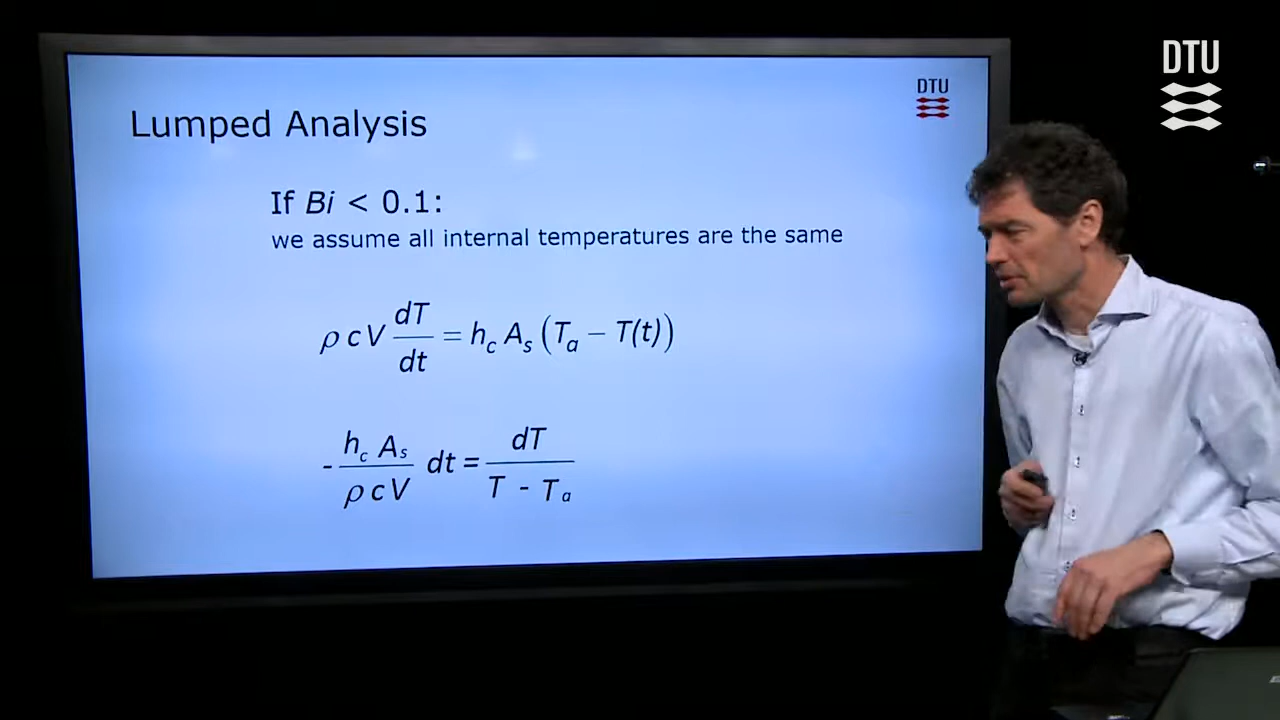 DTU
DTU
Lumped Analysis
If Bi < 0.1:
we assume all internal temperatures are the same
ρ c V dT/dt = h_c A_s (T_a − T(t))
- h_c A_s / ρ c V dt = dT / T - T_a